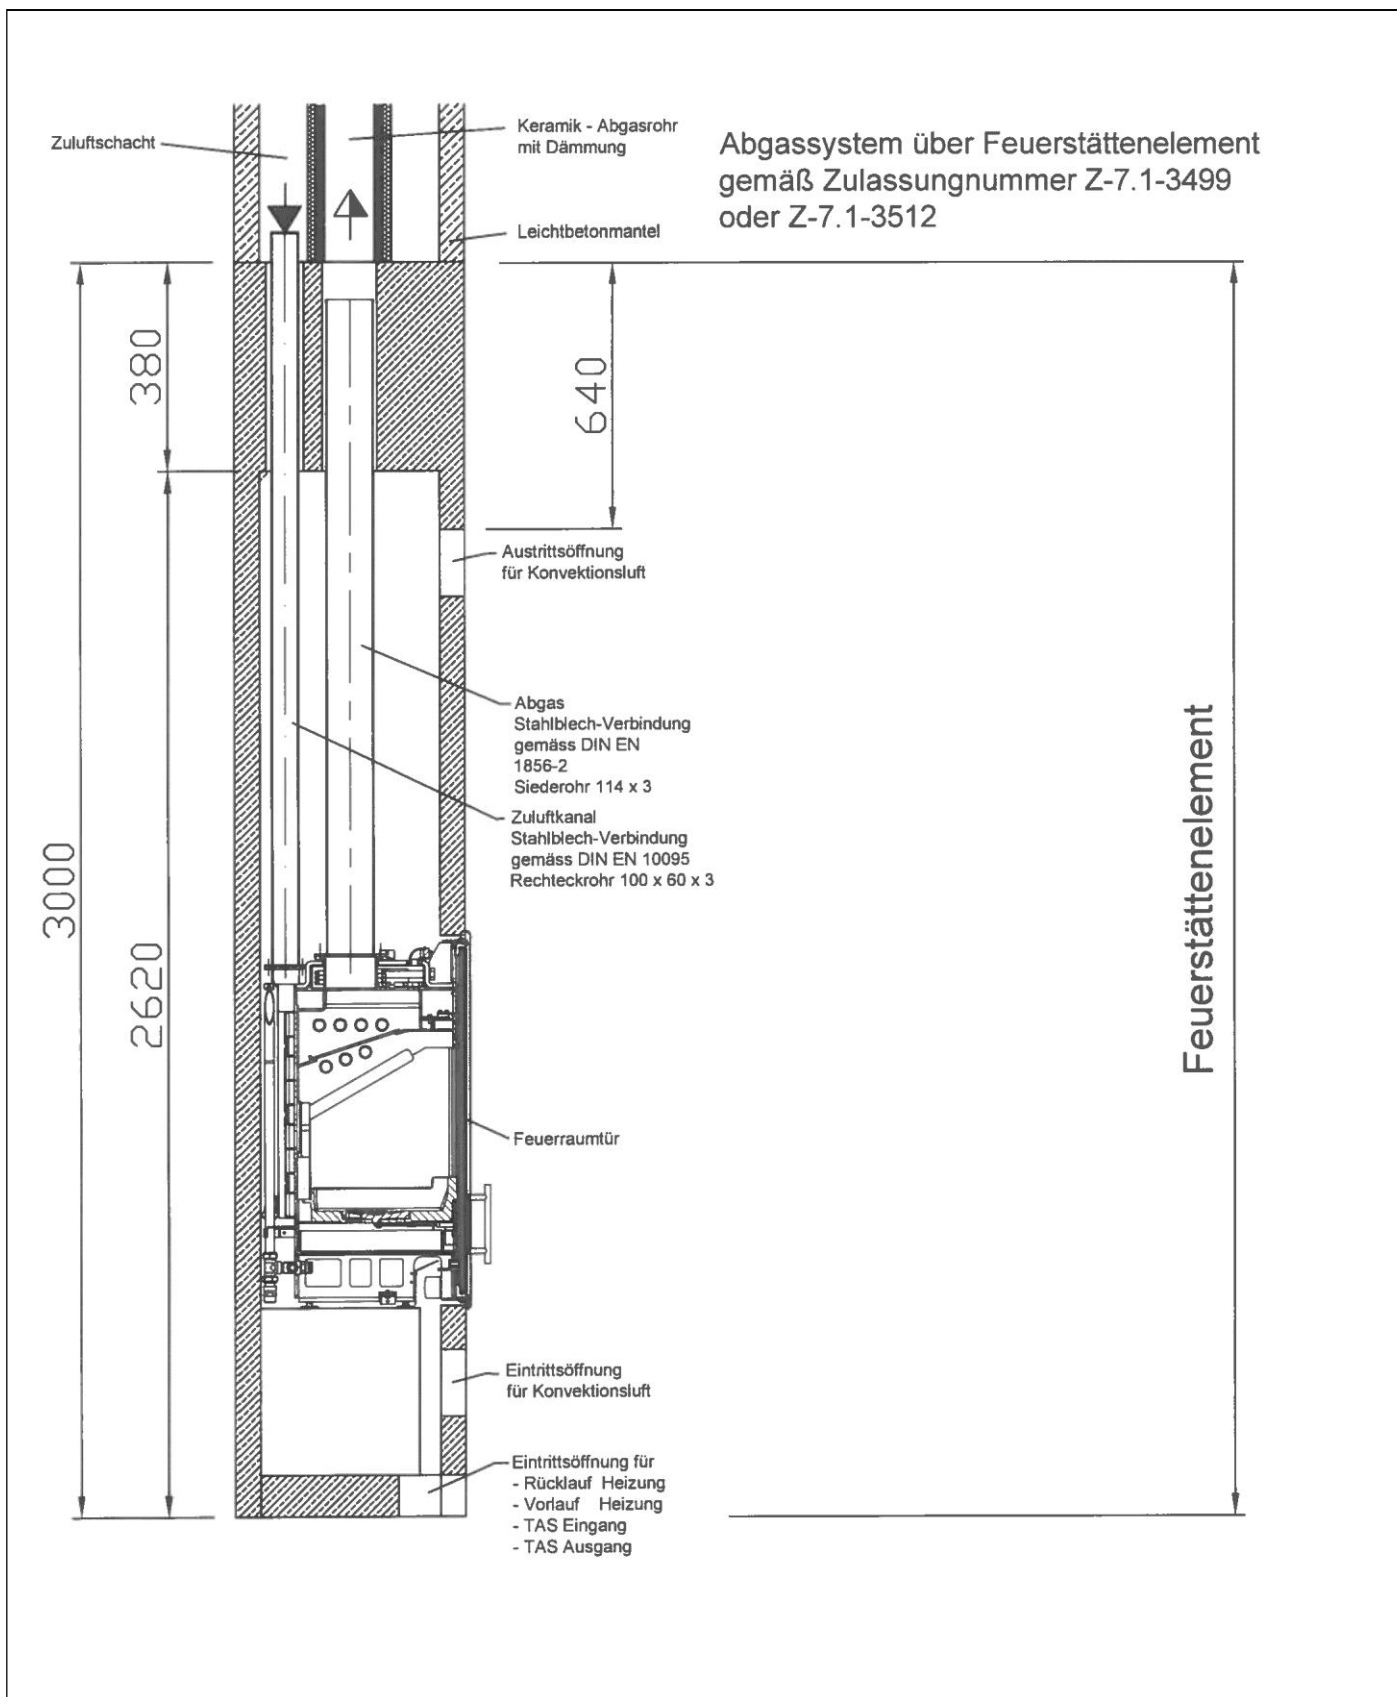 Zuluftschacht
Keramik - Abgasrohr
mit Dämmung
Abgassystem über Feuerstättenelement
gemäß Zulassungnummer Z-7.1-3499
oder Z-7.1-3512
Leichtbetonmantel
380
640
Austrittsöffnung
für Konvektionsluft
Abgas
Stahlblech-Verbindung
gemäss DIN EN
1856-2
Siederohr 114 x 3
Zuluftkanal
Stahlblech-Verbindung
gemäss DIN EN 10095
Rechteckrohr 100 x 60 x 3
3000
2620
Feuerstättenelement
Feuerraumtür
Eintrittsöffnung
für Konvektionsluft
Eintrittsöffnung für
- Rücklauf Heizung
- Vorlauf Heizung
- TAS Eingang
- TAS Ausgang